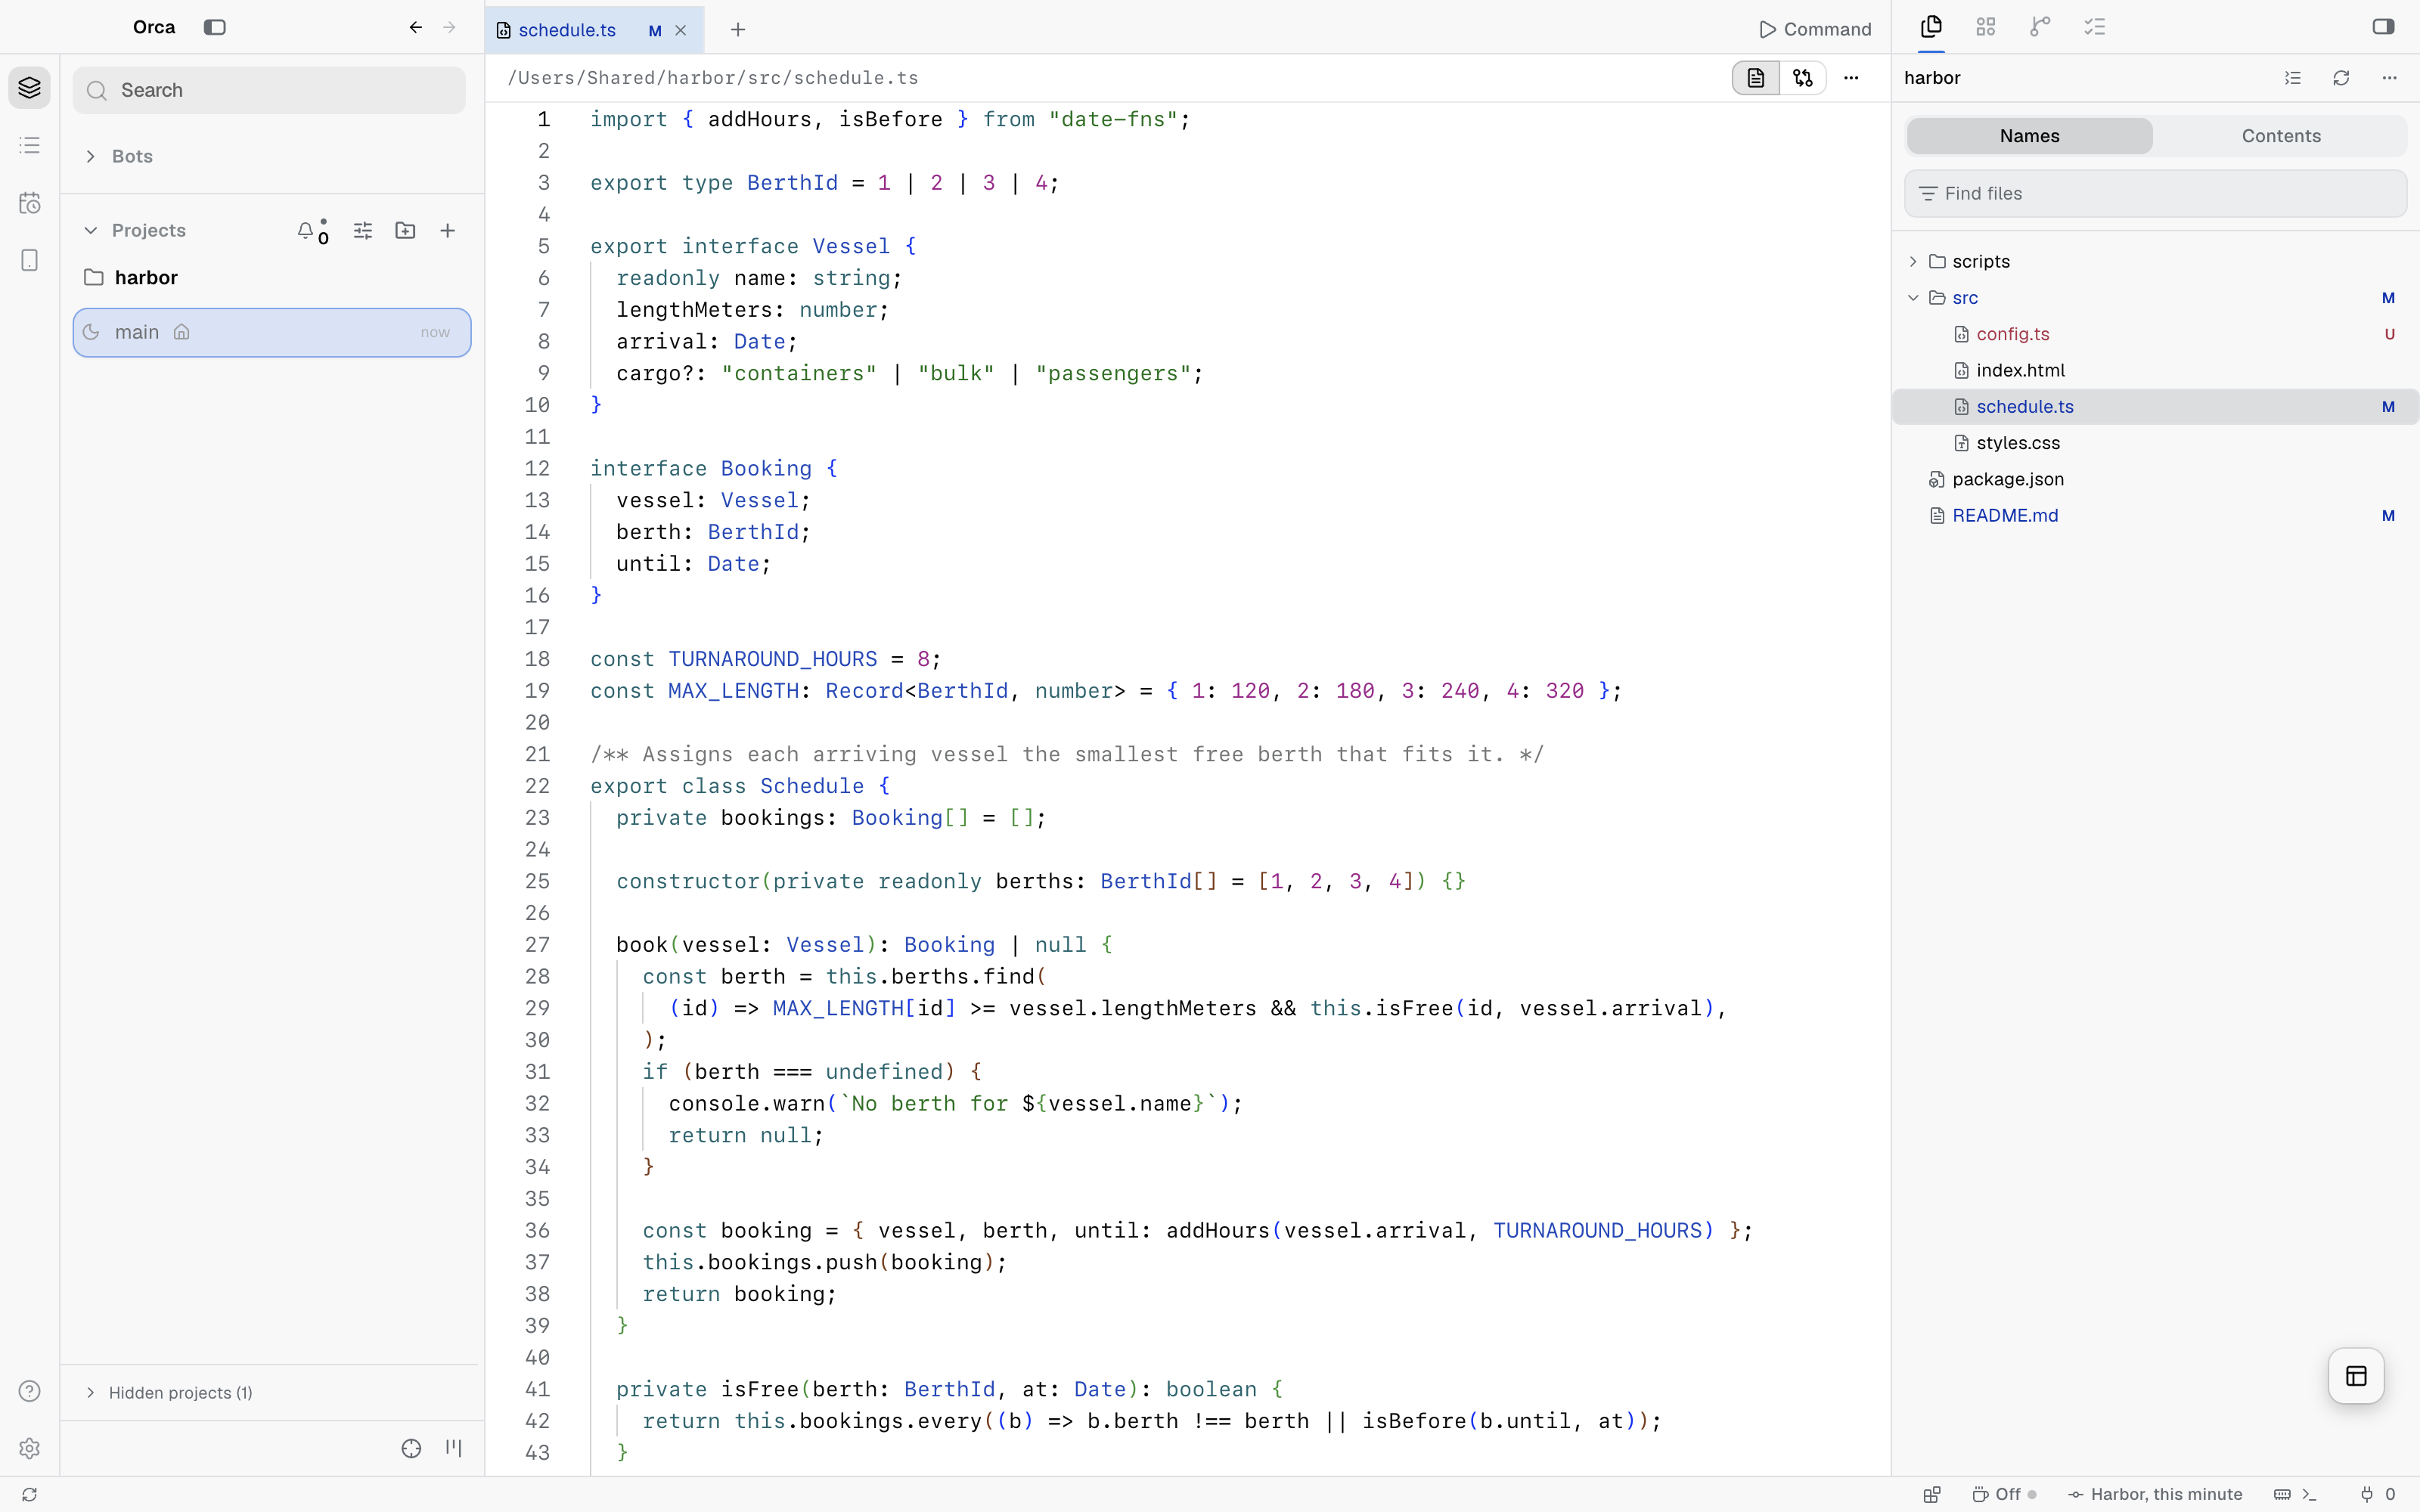 Orca
schedule.ts M
Command
Search
Bots
Projects 0
harbor
main now
Hidden projects (1)
/Users/Shared/harbor/src/schedule.ts
1 import { addHours, isBefore } from "date-fns";
2
3 export type BerthId = 1 | 2 | 3 | 4;
4
5 export interface Vessel {
6 readonly name: string;
7 lengthMeters: number;
8 arrival: Date;
9 cargo?: "containers" | "bulk" | "passengers";
10 }
11
12 interface Booking {
13 vessel: Vessel;
14 berth: BerthId;
15 until: Date;
16 }
17
18 const TURNAROUND_HOURS = 8;
19 const MAX_LENGTH: Record<BerthId, number> = { 1: 120, 2: 180, 3: 240, 4: 320 };
20
21 /** Assigns each arriving vessel the smallest free berth that fits it. */
22 export class Schedule {
23 private bookings: Booking[] = [];
24
25 constructor(private readonly berths: BerthId[] = [1, 2, 3, 4]) {}
26
27 book(vessel: Vessel): Booking | null {
28 const berth = this.berths.find(
29 (id) => MAX_LENGTH[id] >= vessel.lengthMeters && this.isFree(id, vessel.arrival),
30 );
31 if (berth === undefined) {
32 console.warn(`No berth for ${vessel.name}`);
33 return null;
34 }
35
36 const booking = { vessel, berth, until: addHours(vessel.arrival, TURNAROUND_HOURS) };
37 this.bookings.push(booking);
38 return booking;
39 }
40
41 private isFree(berth: BerthId, at: Date): boolean {
42 return this.bookings.every((b) => b.berth !== berth || isBefore(b.until, at));
43 }
harbor
Names Contents
Find files
scripts
src M
config.ts U
index.html
schedule.ts M
styles.css
package.json
README.md M
Off
Harbor, this minute
0